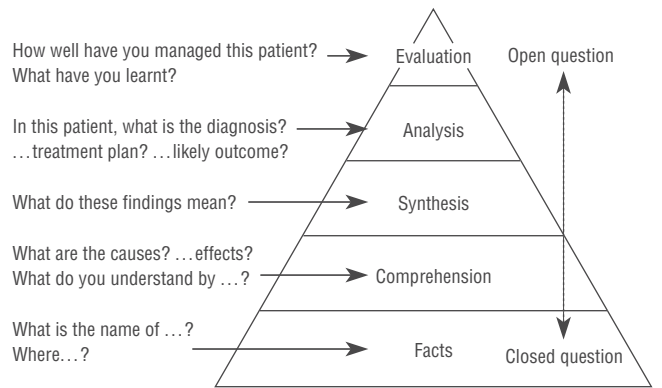 How well have you managed this patient?
What have you learnt?
Evaluation
Open question
In this patient, what is the diagnosis?
...treatment plan? ...likely outcome?
Analysis
What do these findings mean?
Synthesis
What are the causes? ...effects?
What do you understand by ...?
Comprehension
What is the name of ...?
Where...?
Facts
Closed question